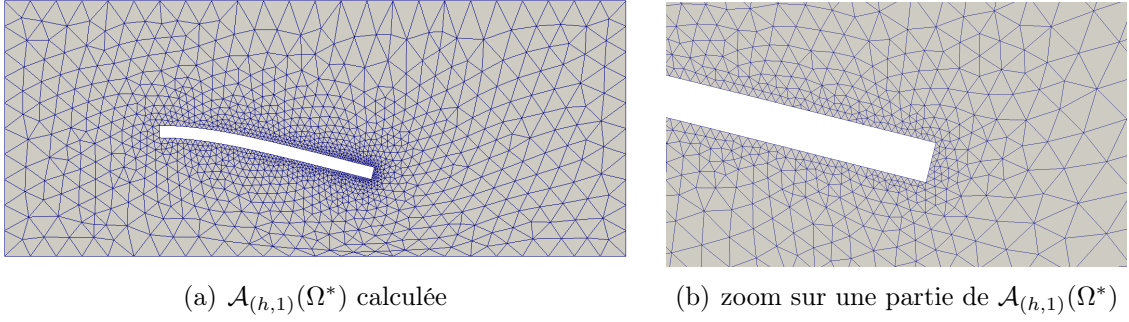 (a) $\mathcal{A}_{(h,1)}(\Omega^*)$ calculée
(b) zoom sur une partie de $\mathcal{A}_{(h,1)}(\Omega^*)$